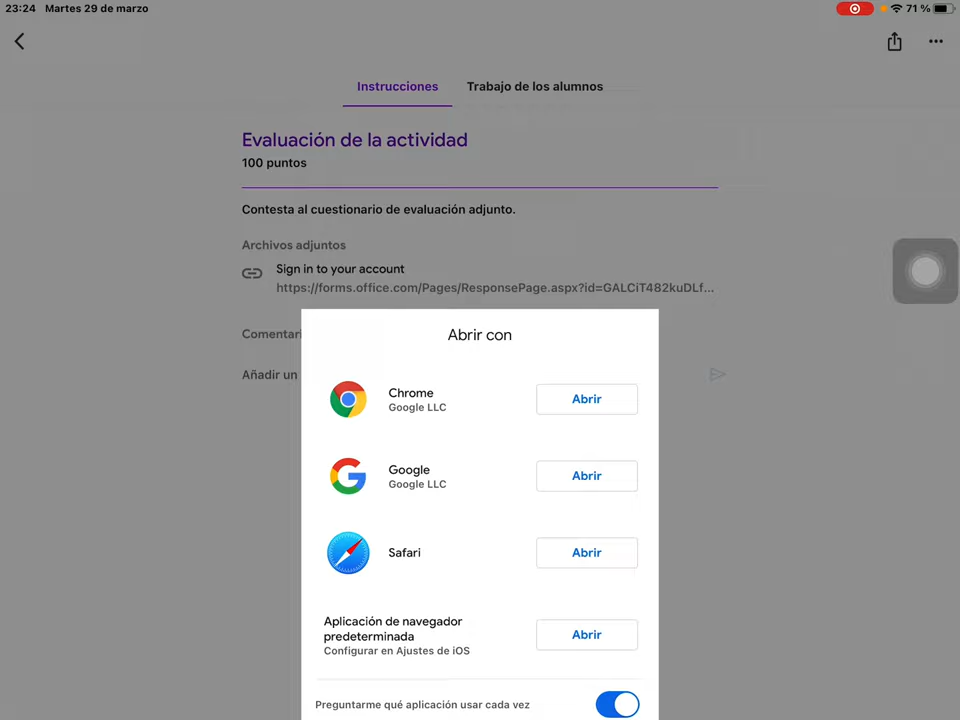 23:24 Martes 29 de marzo
71 %
Instrucciones
Trabajo de los alumnos
Evaluación de la actividad
100 puntos
Contesta al cuestionario de evaluación adjunto.
Archivos adjuntos
Sign in to your account
https://forms.office.com/Pages/ResponsePage.aspx?id=GALCiT482kuDLf...
Comentari
Añadir un
Abrir con
Chrome
Google LLC
Abrir
Google
Google LLC
Abrir
Safari
Abrir
Aplicación de navegador
predeterminada
Configurar en Ajustes de iOS
Abrir
Preguntarme qué aplicación usar cada vez